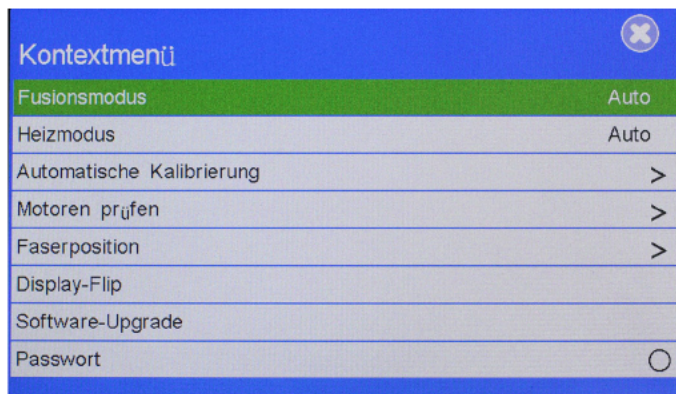 Kontextmenü
Fusionsmodus Auto
Heizmodus Auto
Automatische Kalibrierung >
Motoren prüfen >
Faserposition >
Display-Flip
Software-Upgrade
Passwort